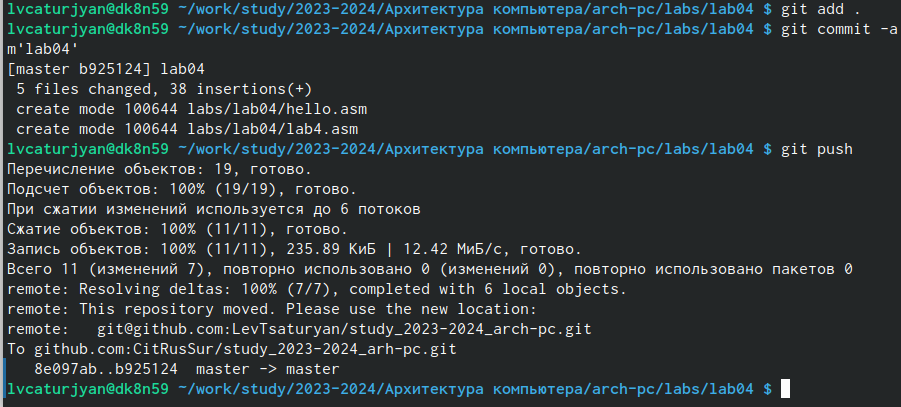 lvcaturjyan@dk8n59 ~/work/study/2023-2024/Архитектура компьютера/arch-pc/labs/lab04 $ git add .
lvcaturjyan@dk8n59 ~/work/study/2023-2024/Архитектура компьютера/arch-pc/labs/lab04 $ git commit -a
m'lab04'
[master b925124] lab04
 5 files changed, 38 insertions(+)
 create mode 100644 labs/lab04/hello.asm
 create mode 100644 labs/lab04/lab4.asm
lvcaturjyan@dk8n59 ~/work/study/2023-2024/Архитектура компьютера/arch-pc/labs/lab04 $ git push
Перечисление объектов: 19, готово.
Подсчет объектов: 100% (19/19), готово.
При сжатии изменений используется до 6 потоков
Сжатие объектов: 100% (11/11), готово.
Запись объектов: 100% (11/11), 235.89 КиБ | 12.42 МиБ/с, готово.
Всего 11 (изменений 7), повторно использовано 0 (изменений 0), повторно использовано пакетов 0
remote: Resolving deltas: 100% (7/7), completed with 6 local objects.
remote: This repository moved. Please use the new location:
remote:   git@github.com:LevTsaturyan/study_2023-2024_arch-pc.git
To github.com:CitRusSur/study_2023-2024_arh-pc.git
   8e097ab..b925124  master -> master
lvcaturjyan@dk8n59 ~/work/study/2023-2024/Архитектура компьютера/arch-pc/labs/lab04 $